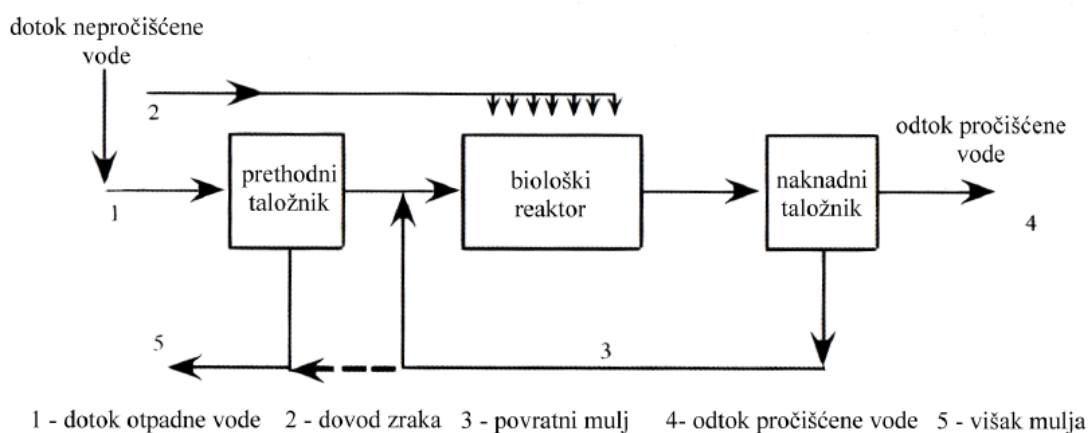 dotok nepročišćene
vode
2
prethodni
taložnik
biološki
reaktor
naknadni
taložnik
odtok pročišćene
vode
1
4
5
3
1 - dotok otpadne vode 2 - dovod zraka 3 - povratni mulj 4- odtok pročišćene vode 5 - višak mulja